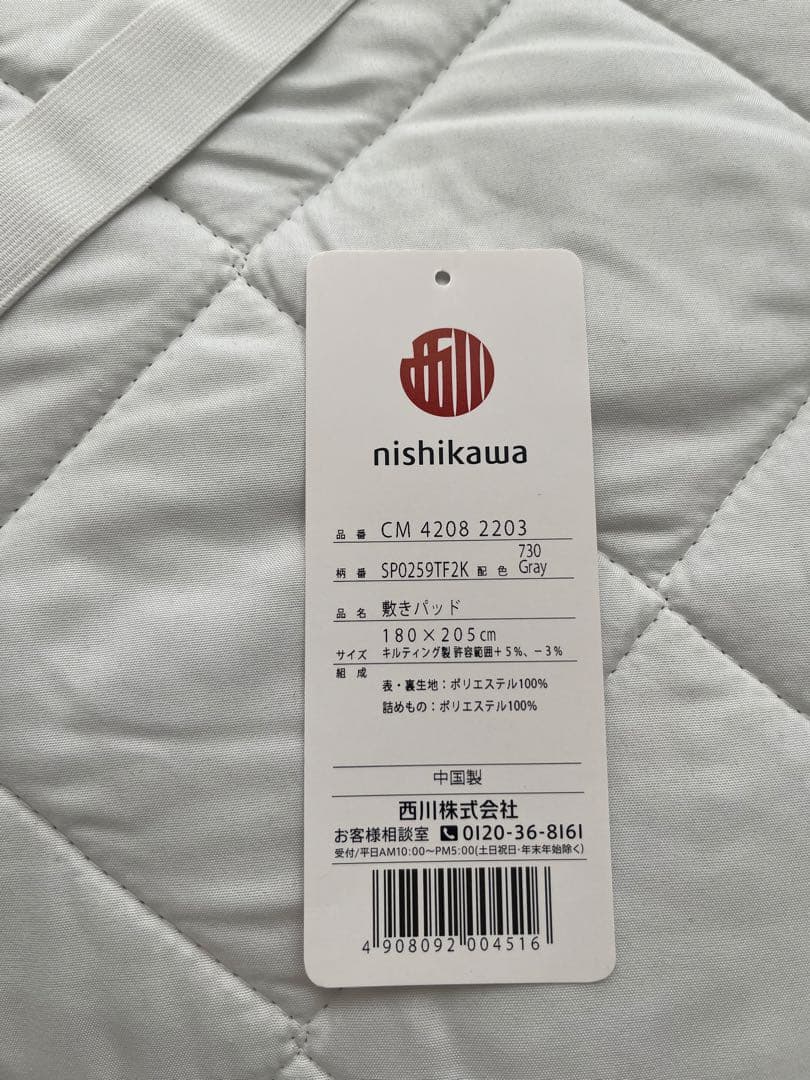 西川
nishikawa
品番 CM 4208 2203
柄番 SP0259TF2K 配色 730 Gray
品名 敷きパッド
180×205cm
サイズ キルティング製 許容範囲+5%、-3%
組成
表・裏生地:ポリエステル100%
詰めもの:ポリエステル100%
中国製
西川株式会社
お客様相談室 0120-36-8161
受付/平日AM10:00~PM5:00(土日祝日・年末年始除く)
4 908092 004516